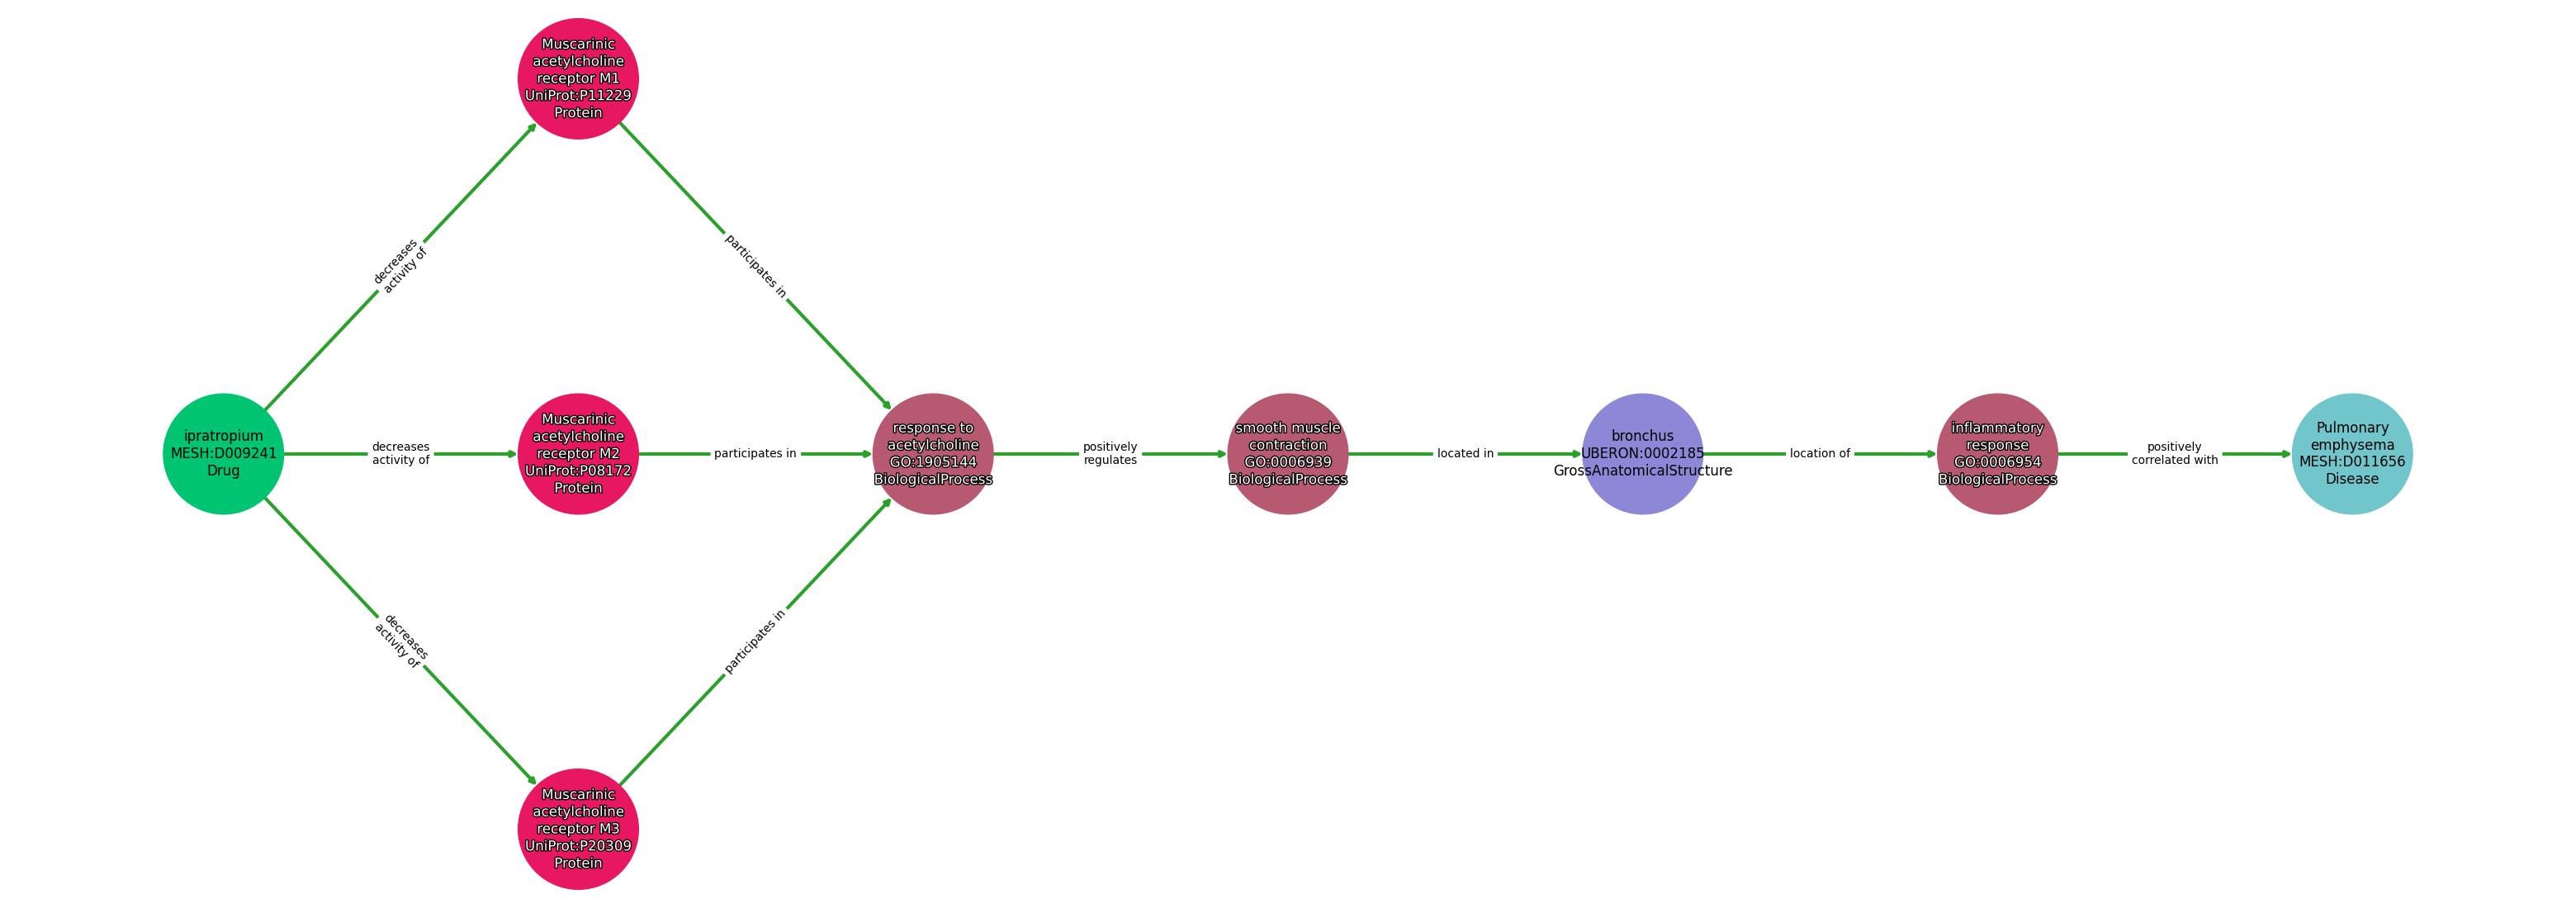 Muscarinic
acetylcholine
receptor M1
UniProt:P11229
Protein
decreases
activity of
participates in
ipratropium
MESH:D009241
Drug
decreases
activity of
Muscarinic
acetylcholine
receptor M2
UniProt:P08172
Protein
participates in
response to
acetylcholine
GO:1905144
BiologicalProcess
positively
regulates
smooth muscle
contraction
GO:0006939
BiologicalProcess
located in
bronchus
UBERON:0002185
GrossAnatomicalStructure
location of
inflammatory
response
GO:0006954
BiologicalProcess
positively
correlated with
Pulmonary
emphysema
MESH:D011656
Disease
decreases
activity of
participates in
Muscarinic
acetylcholine
receptor M3
UniProt:P20309
Protein